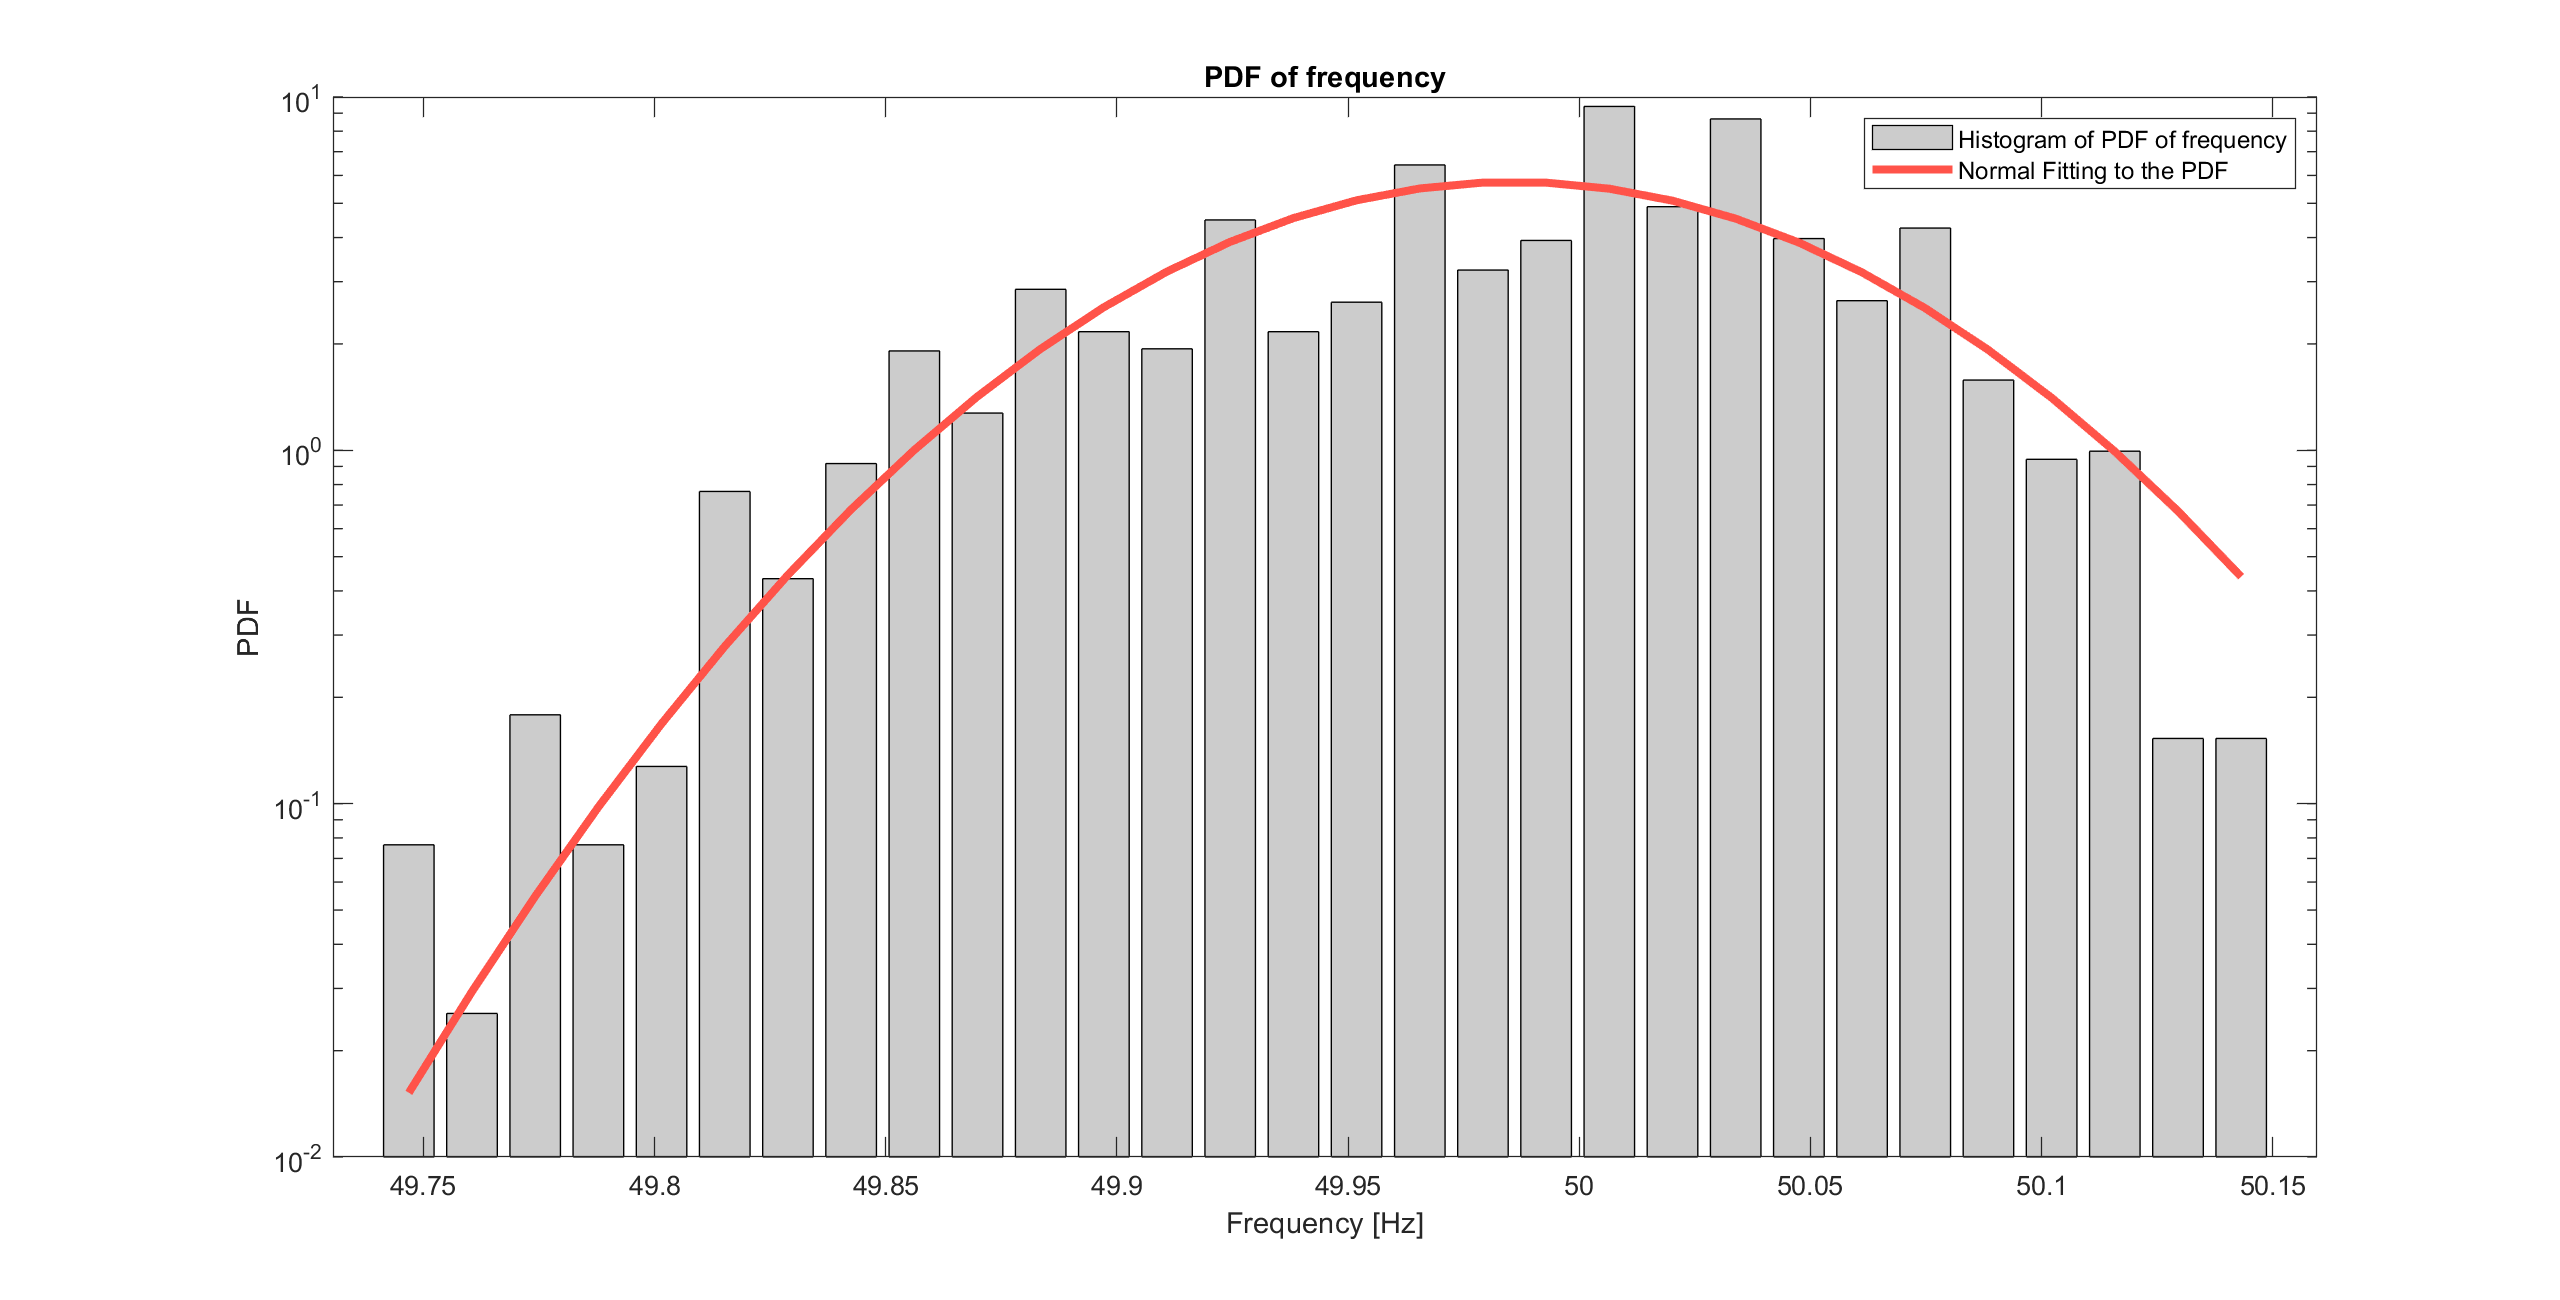 PDF of frequency
Histogram of PDF of frequency
Normal Fitting to the PDF
10^1
10^0
10^-1
10^-2
PDF
49.75 49.8 49.85 49.9 49.95 50 50.05 50.1 50.15
Frequency [Hz]